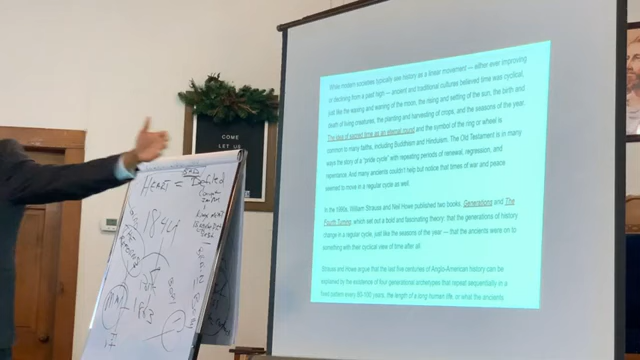 While modern societies typically see history as a linear movement — either ever improving
or declining from a past high — ancient and traditional cultures believed time was cyclical,
just like the waxing and waning of the moon, the rising and setting of the sun, the birth and
death of living creatures, the planting and harvesting of crops, and the seasons of the year.
The idea of sacred time as an eternal round and the symbol of the ring or wheel is
common to many faiths, including Buddhism and Hinduism. The Old Testament is in many
ways the story of a "pride cycle" with repeating periods of renewal, regression, and
repentance. And many ancients couldn't help but notice that times of war and peace
seemed to move in a regular cycle as well.
In the 1990s, William Strauss and Neil Howe published two books, Generations and The
Fourth Turning, which set out a bold and fascinating theory: that the generations of history
change in a regular cycle, just like the seasons of the year — that the ancients were on to
something with their cyclical view of time after all.
Strauss and Howe argue that the last five centuries of Anglo-American history can be
explained by the existence of four generational archetypes that repeat sequentially in a
fixed pattern every 80-100 years, the length of a long human life, or what the ancients
COME
LET US
HEART = Defiled
1844